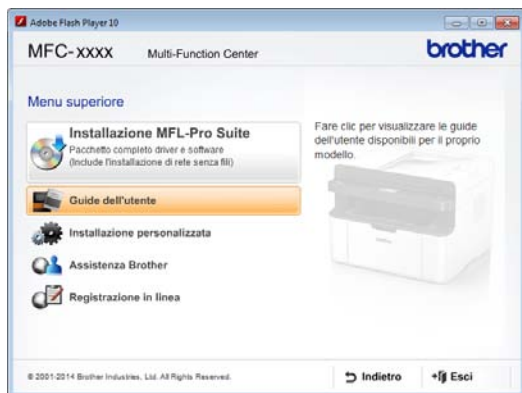 Adobe Flash Player 10
MFC-xxxx Multi-Function Center brother
Menu superiore
Installazione MFL-Pro Suite
Pacchetto completo driver e software
(Include l'installazione di rete senza fili)
Guide dell'utente
Installazione personalizzata
Assistenza Brother
Registrazione in linea
Fare clic per visualizzare le guide
dell'utente disponibili per il proprio
modello.
© 2001-2014 Brother Industries, Ltd. All Rights Reserved.
Indietro
Esci